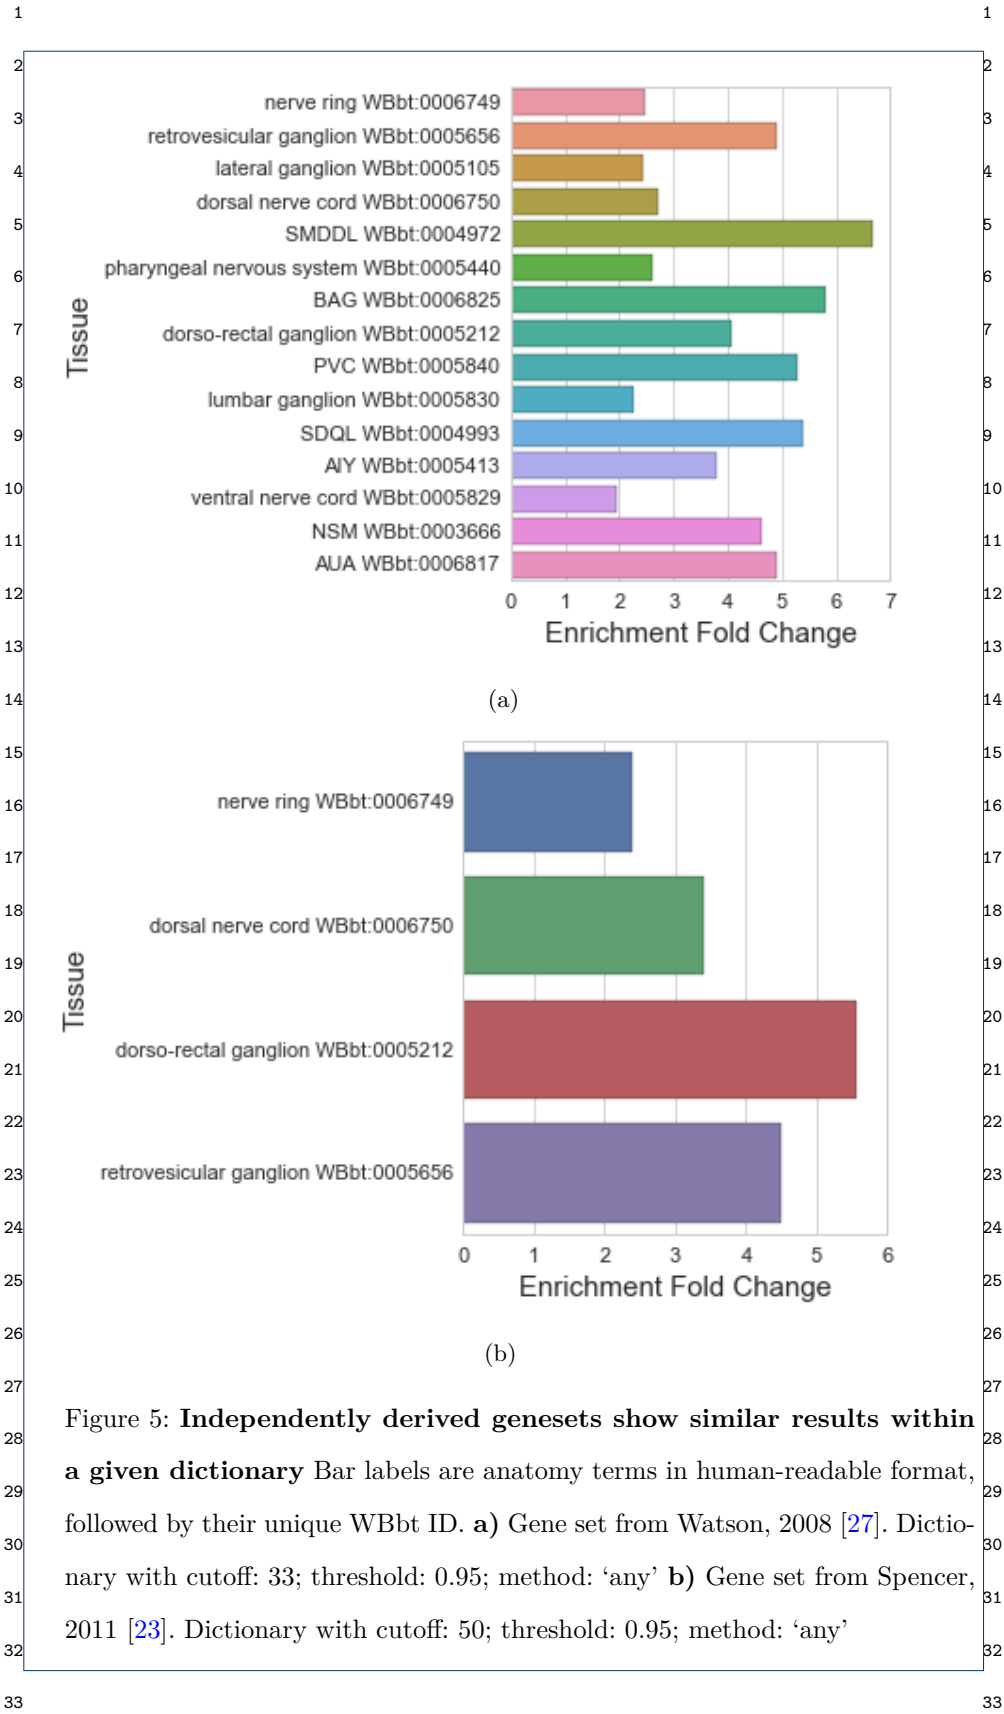 1 1
2 2
nerve ring WBbt:0006749
3 3
retrovesicular ganglion WBbt:0005656
lateral ganglion WBbt:0005105
4 4
dorsal nerve cord WBbt:0006750
5 5
SMDDL WBbt:0004972
pharyngeal nervous system WBbt:0005440
6 6
BAG WBbt:0006825
7 7
dorso-rectal ganglion WBbt:0005212
Tissue
PVC WBbt:0005840
8 8
lumbar ganglion WBbt:0005830
SDQL WBbt:0004993
9 9
AIY WBbt:0005413
10 10
ventral nerve cord WBbt:0005829
NSM WBbt:0003666
11 11
AUA WBbt:0006817
12 12
0 1 2 3 4 5 6 7
Enrichment Fold Change
13 13
14 14
(a)
15 15
nerve ring WBbt:0006749
16 16
17 17
18 18
dorsal nerve cord WBbt:0006750
19 19
Tissue
20 20
dorso-rectal ganglion WBbt:0005212
21 21
22 22
retrovesicular ganglion WBbt:0005656
23 23
24 24
0 1 2 3 4 5 6
25 25
Enrichment Fold Change
26 26
(b)
27 27
Figure 5: Independently derived genesets show similar results within
28 28
a given dictionary Bar labels are anatomy terms in human-readable format,
29 29
followed by their unique WBbt ID. a) Gene set from Watson, 2008 [27]. Dictio-
30 30
nary with cutoff: 33; threshold: 0.95; method: ‘any’ b) Gene set from Spencer,
31 31
2011 [23]. Dictionary with cutoff: 50; threshold: 0.95; method: ‘any’
32 32
33 33